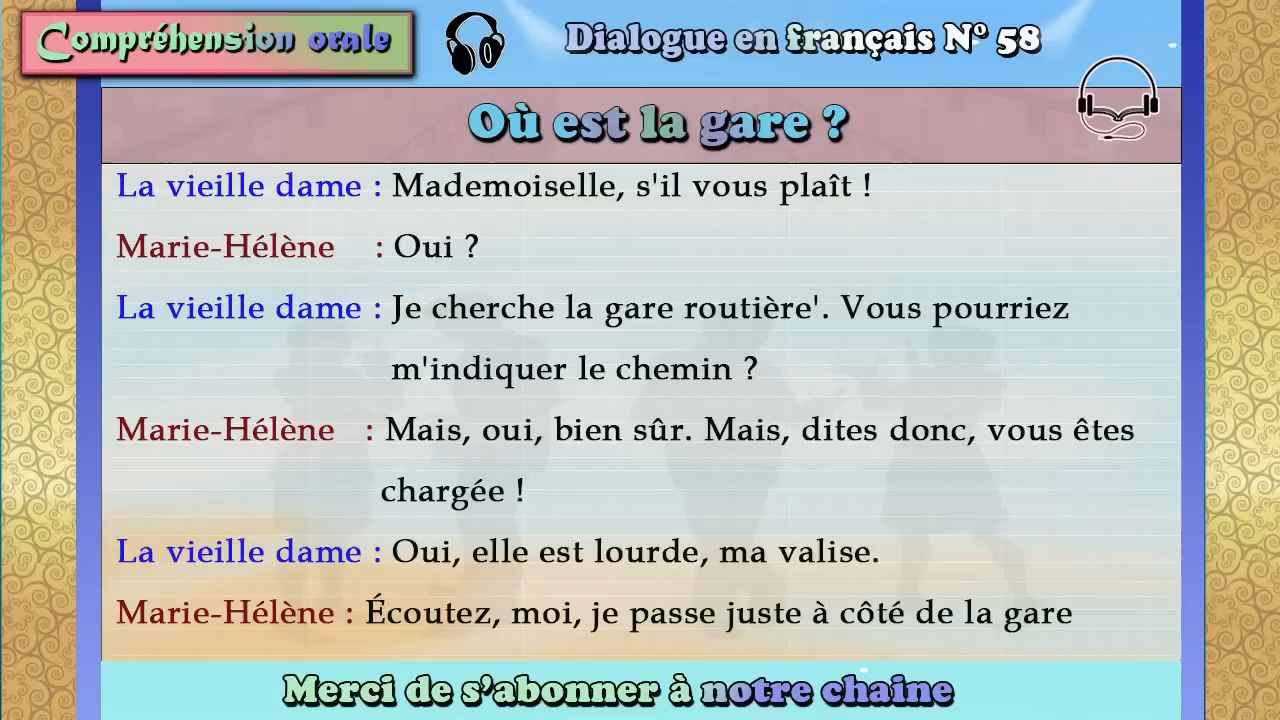 Compréhension orale
Dialogue en français N° 58
Où est la gare ?
La vieille dame : Mademoiselle, s'il vous plaît !
Marie-Hélène : Oui ?
La vieille dame : Je cherche la gare routière'. Vous pourriez
m'indiquer le chemin ?
Marie-Hélène : Mais, oui, bien sûr. Mais, dites donc, vous êtes
chargée !
La vieille dame : Oui, elle est lourde, ma valise.
Marie-Hélène : Écoutez, moi, je passe juste à côté de la gare
Merci de s'abonner à notre chaine